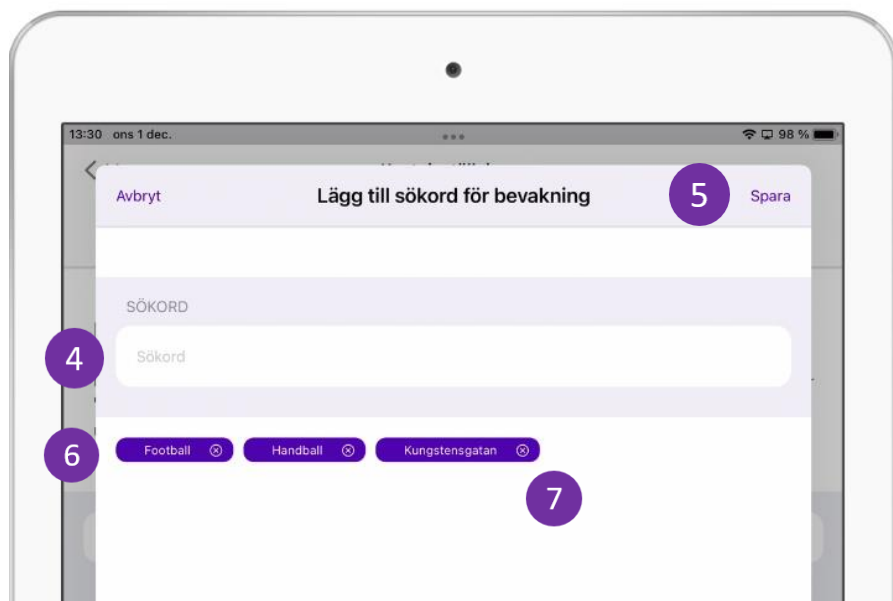 13:30 ons 1 dec.
98 %
Avbryt
Lägg till sökord för bevakning
5
Spara
SÖKORD
4
Sökord
6
Football
Handball
Kungstensgatan
7